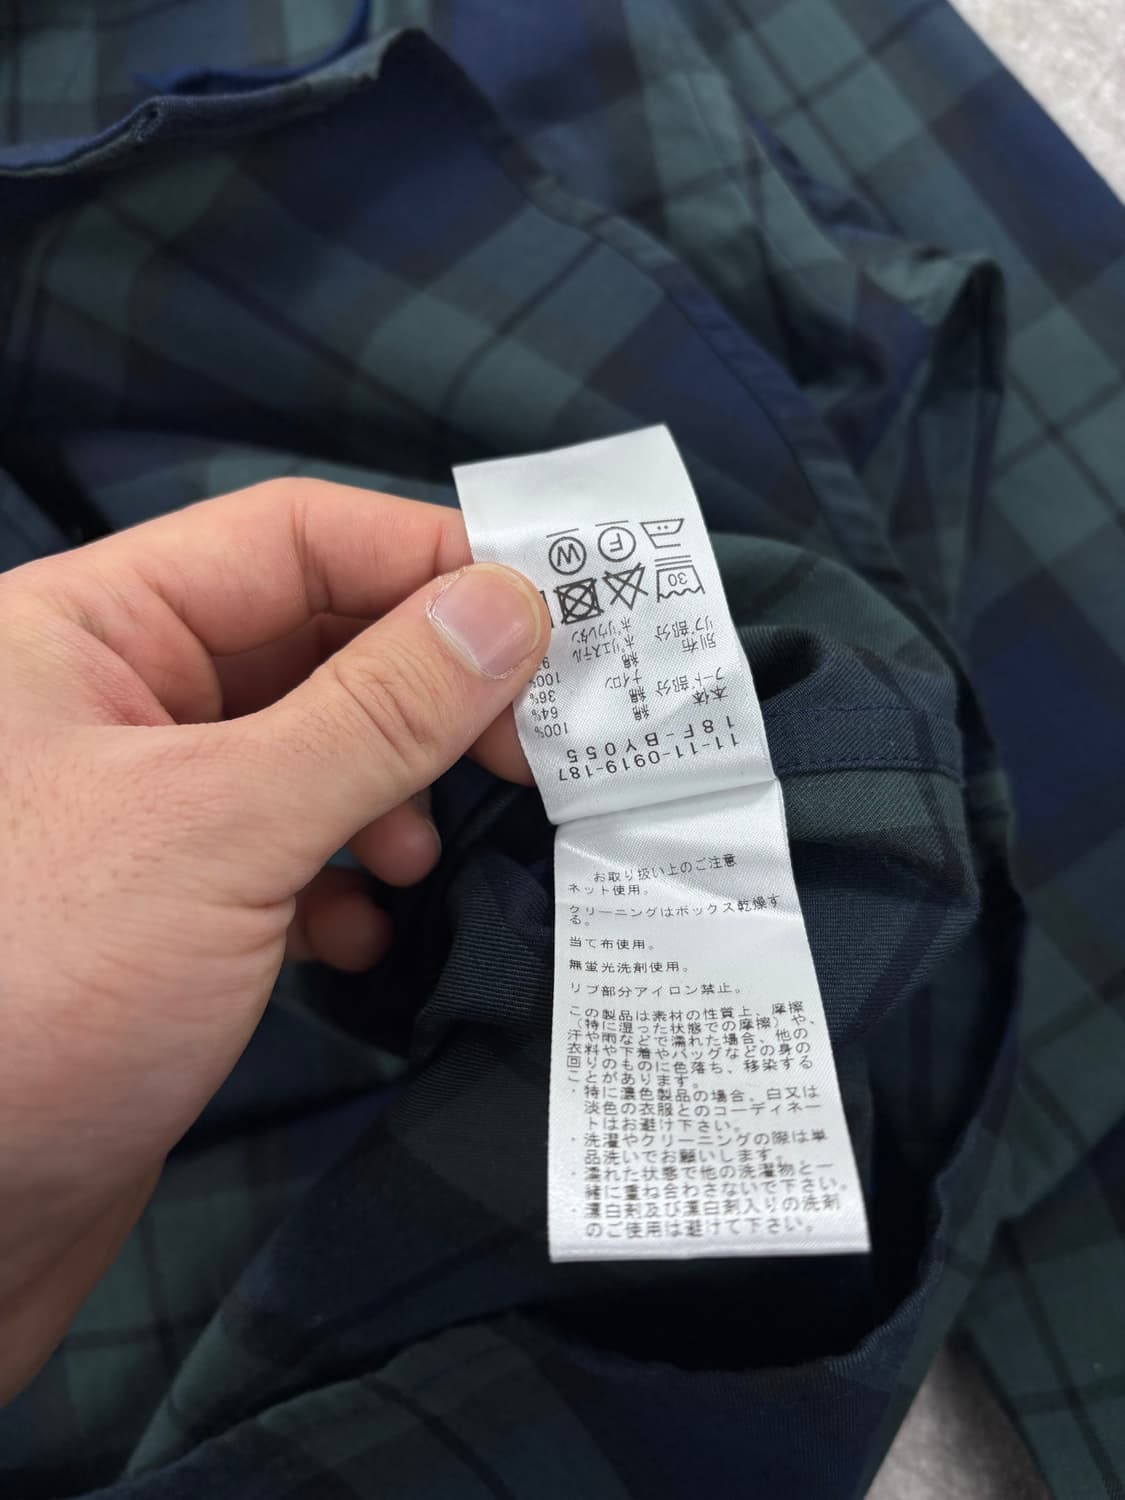 11-11-0919-187
18F-BY055
本体 綿 100%
フード部分 綿 64%
ナイロン 36%
別布 綿 100%
リブ部分 ポリエステル
ポリウレタン
30
F
W
お取り扱い上のご注意
ネット使用。
クリーニングはボックス乾燥す
る。
当て布使用。
無蛍光洗剤使用。
リブ部分アイロン禁止。
この製品は素材の性質上、摩擦
(特に湿った状態での摩擦)や、
汗や雨などで濡れた場合、他の
衣料や下着やバッグなどの身の
回りのものに色落ち、移染する
ことがあります。
・特に濃色製品の場合、白又は
淡色の衣服とのコーディネー
トはお避け下さい。
・洗濯やクリーニングの際は単
品洗いでお願いします。
・濡れた状態で他の洗濯物と一
緒に重ね合わさないで下さい。
・漂白剤及び漂白剤入りの洗剤
のご使用は避けて下さい。